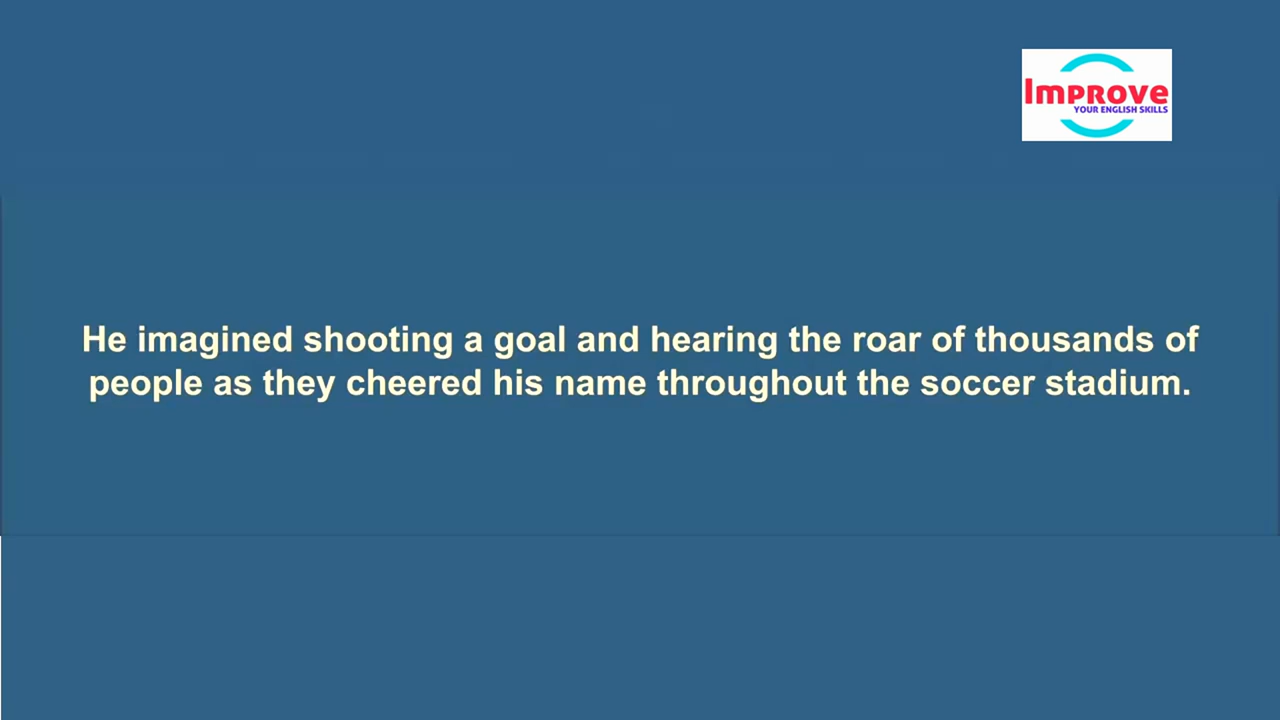 Improve
YOUR ENGLISH SKILLS
He imagined shooting a goal and hearing the roar of thousands of
people as they cheered his name throughout the soccer stadium.